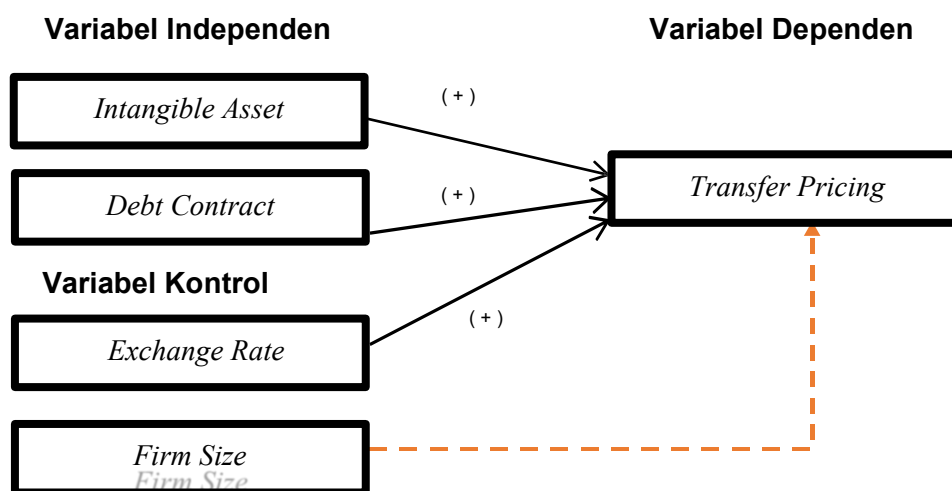 Variabel Independen
Variabel Dependen
Intangible Asset
( + )
Transfer Pricing
Debt Contract
( + )
Variabel Kontrol
Exchange Rate
( + )
Firm Size
Firm Size